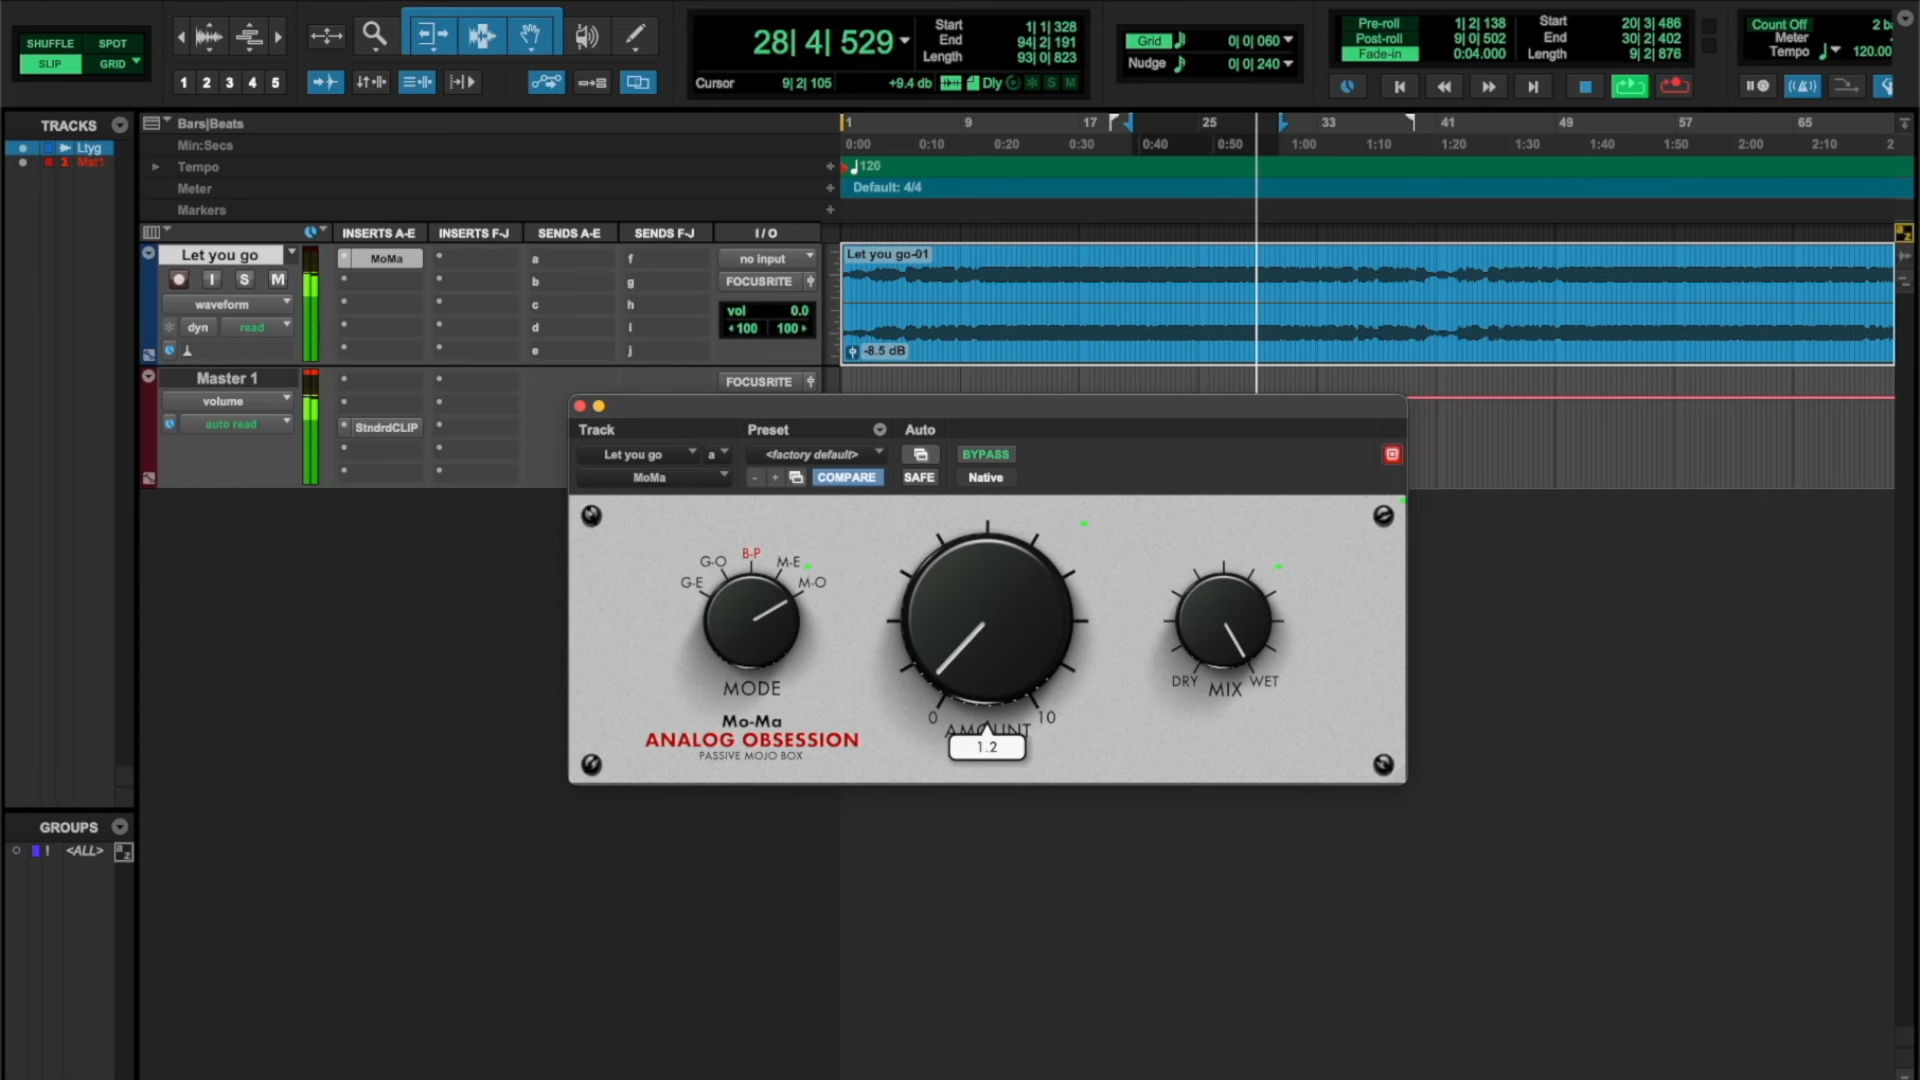 SHUFFLE SPOT
SLIP GRID
1 2 3 4 5
28| 4| 529
Start 1| 1| 328
End 94| 2| 191
Length 93| 0| 823
Cursor 9| 2| 105 +9.4 db Dly S M
Grid 0| 0| 060
Nudge 0| 0| 240
Pre-roll 1| 2| 138
Post-roll 9| 0| 502
Fade-in 0:04.000
Start 20| 3| 486
End 30| 2| 402
Length 9| 2| 876
Count Off 2 ba
Meter
Tempo 120.00
TRACKS
Ltyg
Mst1
Bars|Beats 1 9 17 25 33 41 49 57 65
Min:Secs 0:00 0:10 0:20 0:30 0:40 0:50 1:00 1:10 1:20 1:30 1:40 1:50 2:00 2:10 2
Tempo 120
Meter Default: 4/4
Markers
INSERTS A-E INSERTS F-J SENDS A-E SENDS F-J I / O
Let you go
I S M
waveform
dyn read
MoMa
a f
b g
c h
d i
e j
no input
FOCUSRITE
vol 0.0
100 100
Let you go-01
-8.5 dB
Master 1
volume
auto read
StndrdCLIP
FOCUSRITE
Track Preset Auto
Let you go a <factory default> BYPASS
MoMa - + COMPARE SAFE Native
G-E G-O B-P M-E M-O
MODE
Mo-Ma
ANALOG OBSESSION
PASSIVE MOJO BOX
0 10
AMOUNT
1.2
DRY MIX WET
GROUPS
! <ALL> a z